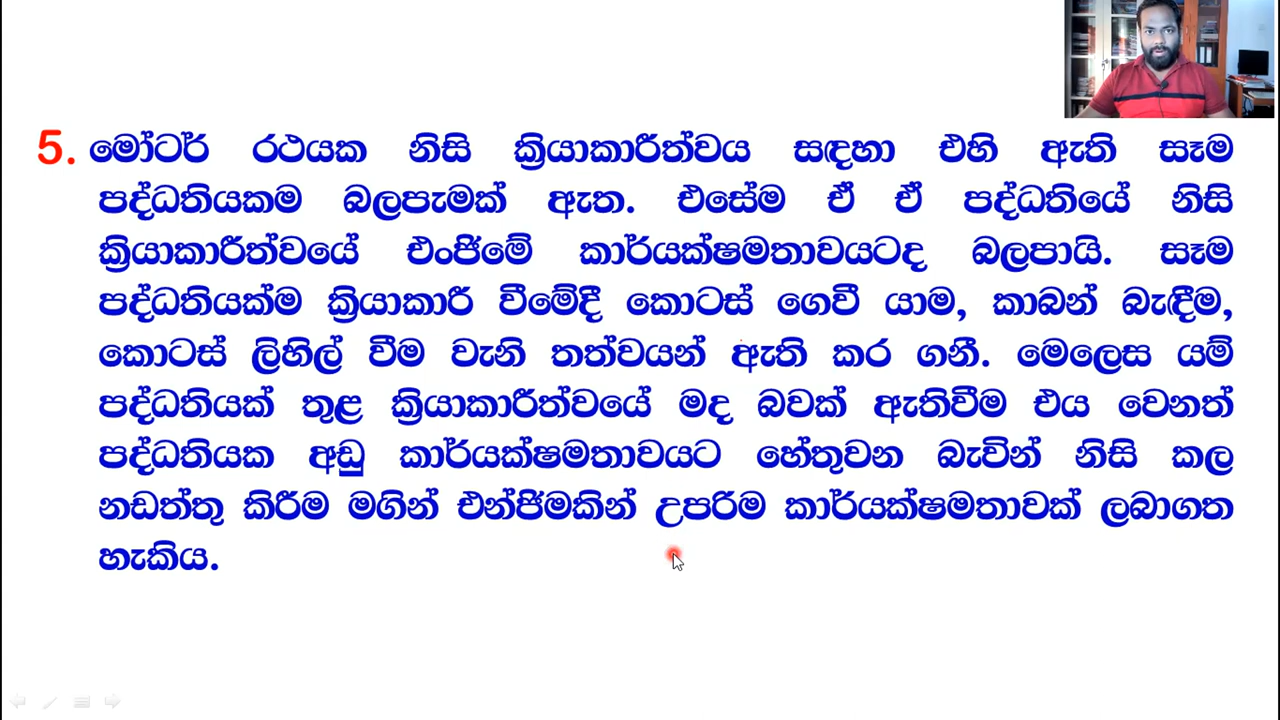 5. මෝටර් රථයක නිසි ක්‍රියාකාරීත්වය සඳහා එහි ඇති සෑම
පද්ධතියකම බලපැමක් ඇත. එසේම ඒ ඒ පද්ධතියේ නිසි
ක්‍රියාකාරීත්වයේ එංජිමේ කාර්යක්ෂමතාවයටද බලපායි. සෑම
පද්ධතියක්ම ක්‍රියාකාරී වීමේදී කොටස් ගෙවී යාම, කාබන් බැඳීම,
කොටස් ලිහිල් වීම වැනි තත්වයන් ඇති කර ගනී. මෙලෙස යම්
පද්ධතියක් තුළ ක්‍රියාකාරීත්වයේ මද බවක් ඇතිවීම එය වෙනත්
පද්ධතියක අඩු කාර්යක්ෂමතාවයට හේතුවන බැවින් නිසි කල
නඩත්තු කිරීම මගින් එන්ජිමකින් උපරිම කාර්යක්ෂමතාවක් ලබාගත
හැකිය.